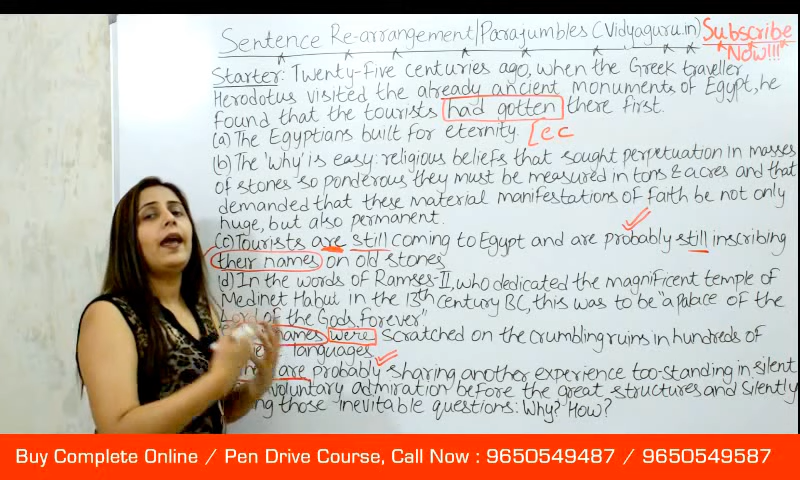 Sentence Re-arrangement/Parajumbles (Vidyaguru.in) Subscribe
Now!!!
Starter: Twenty-Five centuries ago, when the Greek traveller
Herodotus visited the already ancient monuments of Egypt, he
found that the tourists had gotten there first.
(a) The Egyptians built for eternity. [ec
(b) The 'Why' is easy: religious beliefs that sought perpetuation in masses
of stones so ponderous they must be measured in tons & acres and that
demanded that these material manifestations of faith be not only
huge, but also permanent.
(c) Tourists are still coming to Egypt and are probably still inscribing
their names on old stones
(d) In the words of Ramses-II, who dedicated the magnificent temple of
Medinet Habut in the 13th Century BC, this was to be "a palace of the
of the Gods, Forever"
names were scratched on the crumbling ruins in hundreds of
languages
are probably sharing another experience too-standing in silent
voluntary admiration before the great structures and silently
those inevitable questions: Why? How?
Buy Complete Online / Pen Drive Course, Call Now : 9650549487 / 9650549587